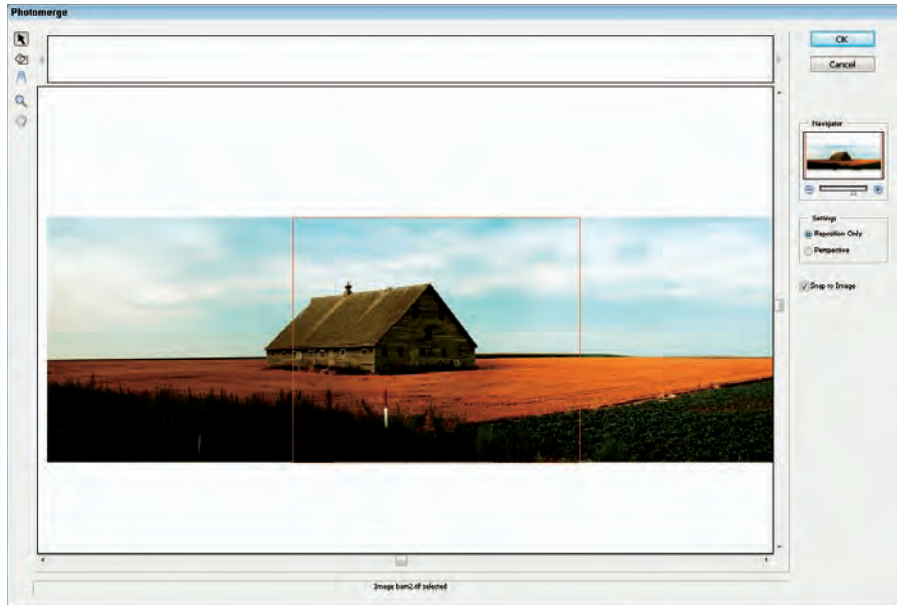 Photomerge
OK
Cancel
Navigator
Settings
Reposition Only
Perspective
Snap to Image
Image barn2.tif selected